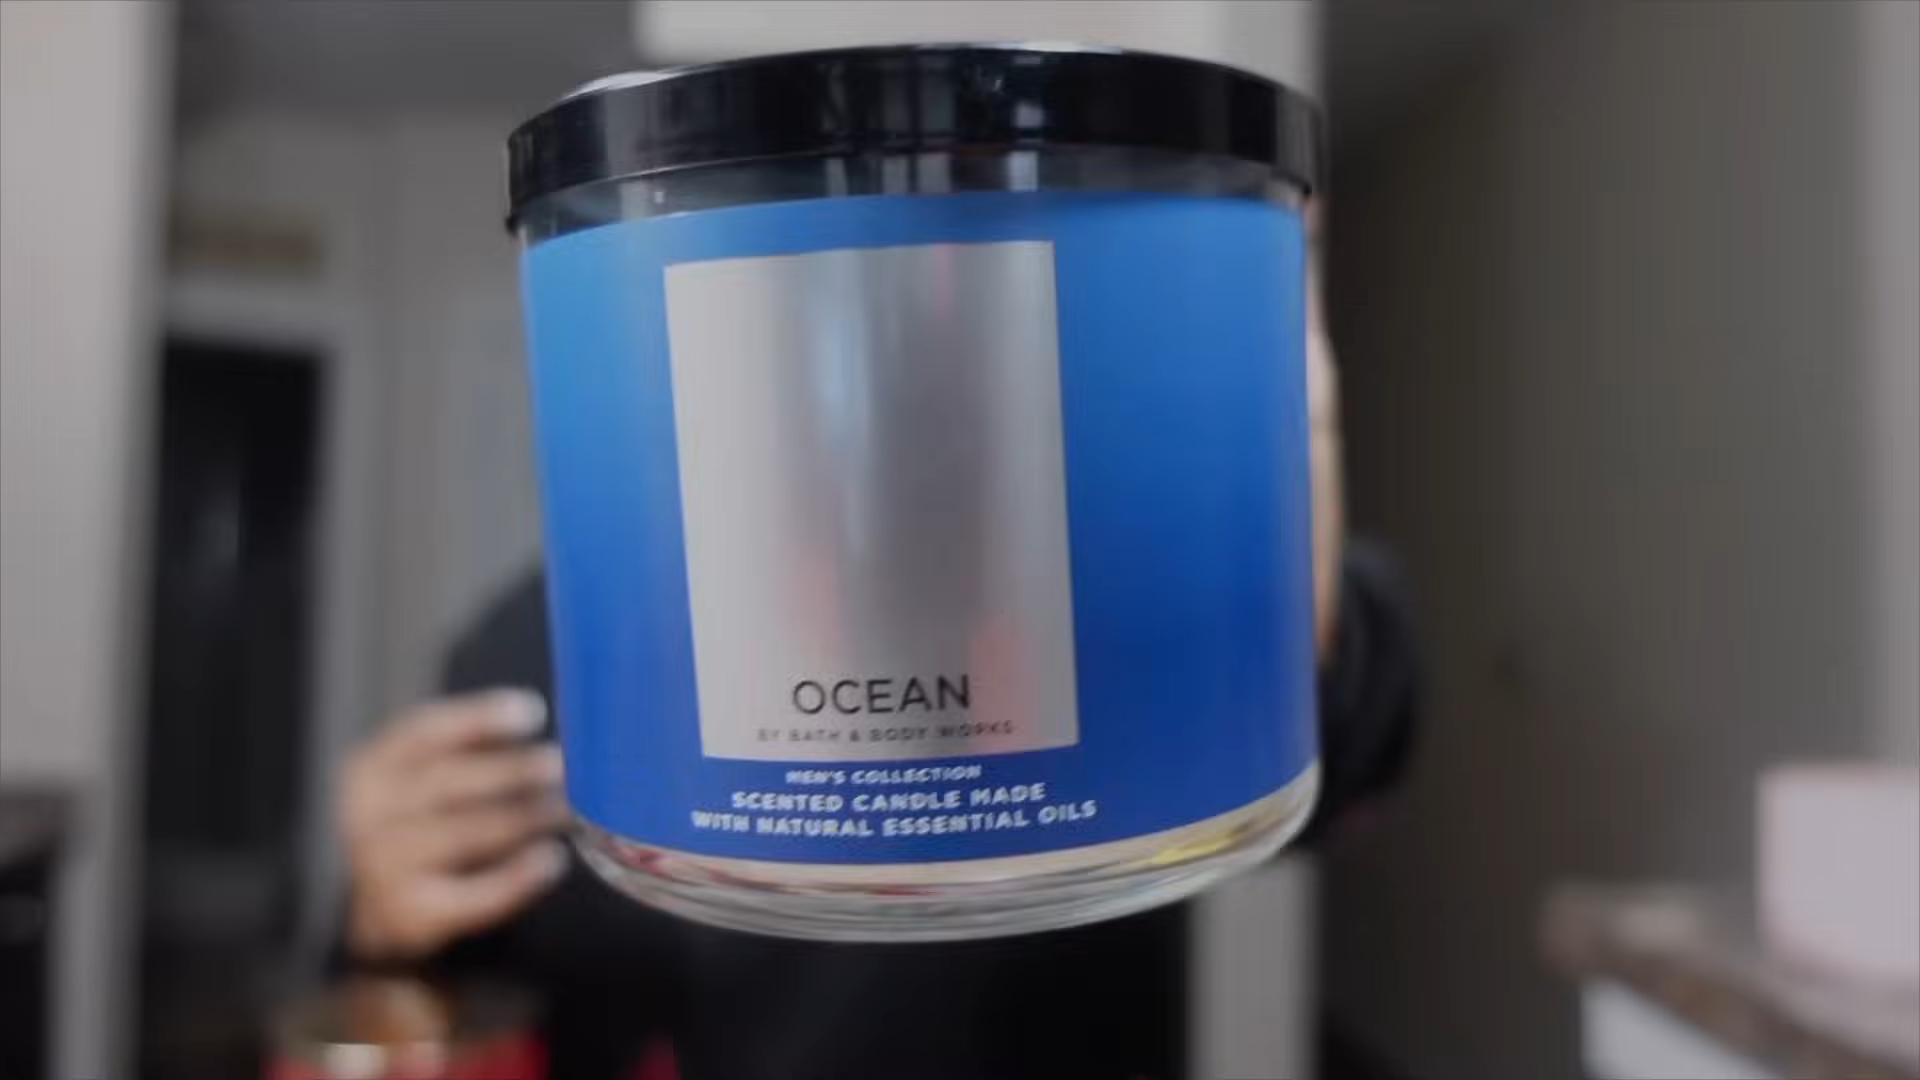 OCEAN
BY BATH & BODY WORKS
MEN'S COLLECTION
SCENTED CANDLE MADE
WITH NATURAL ESSENTIAL OILS